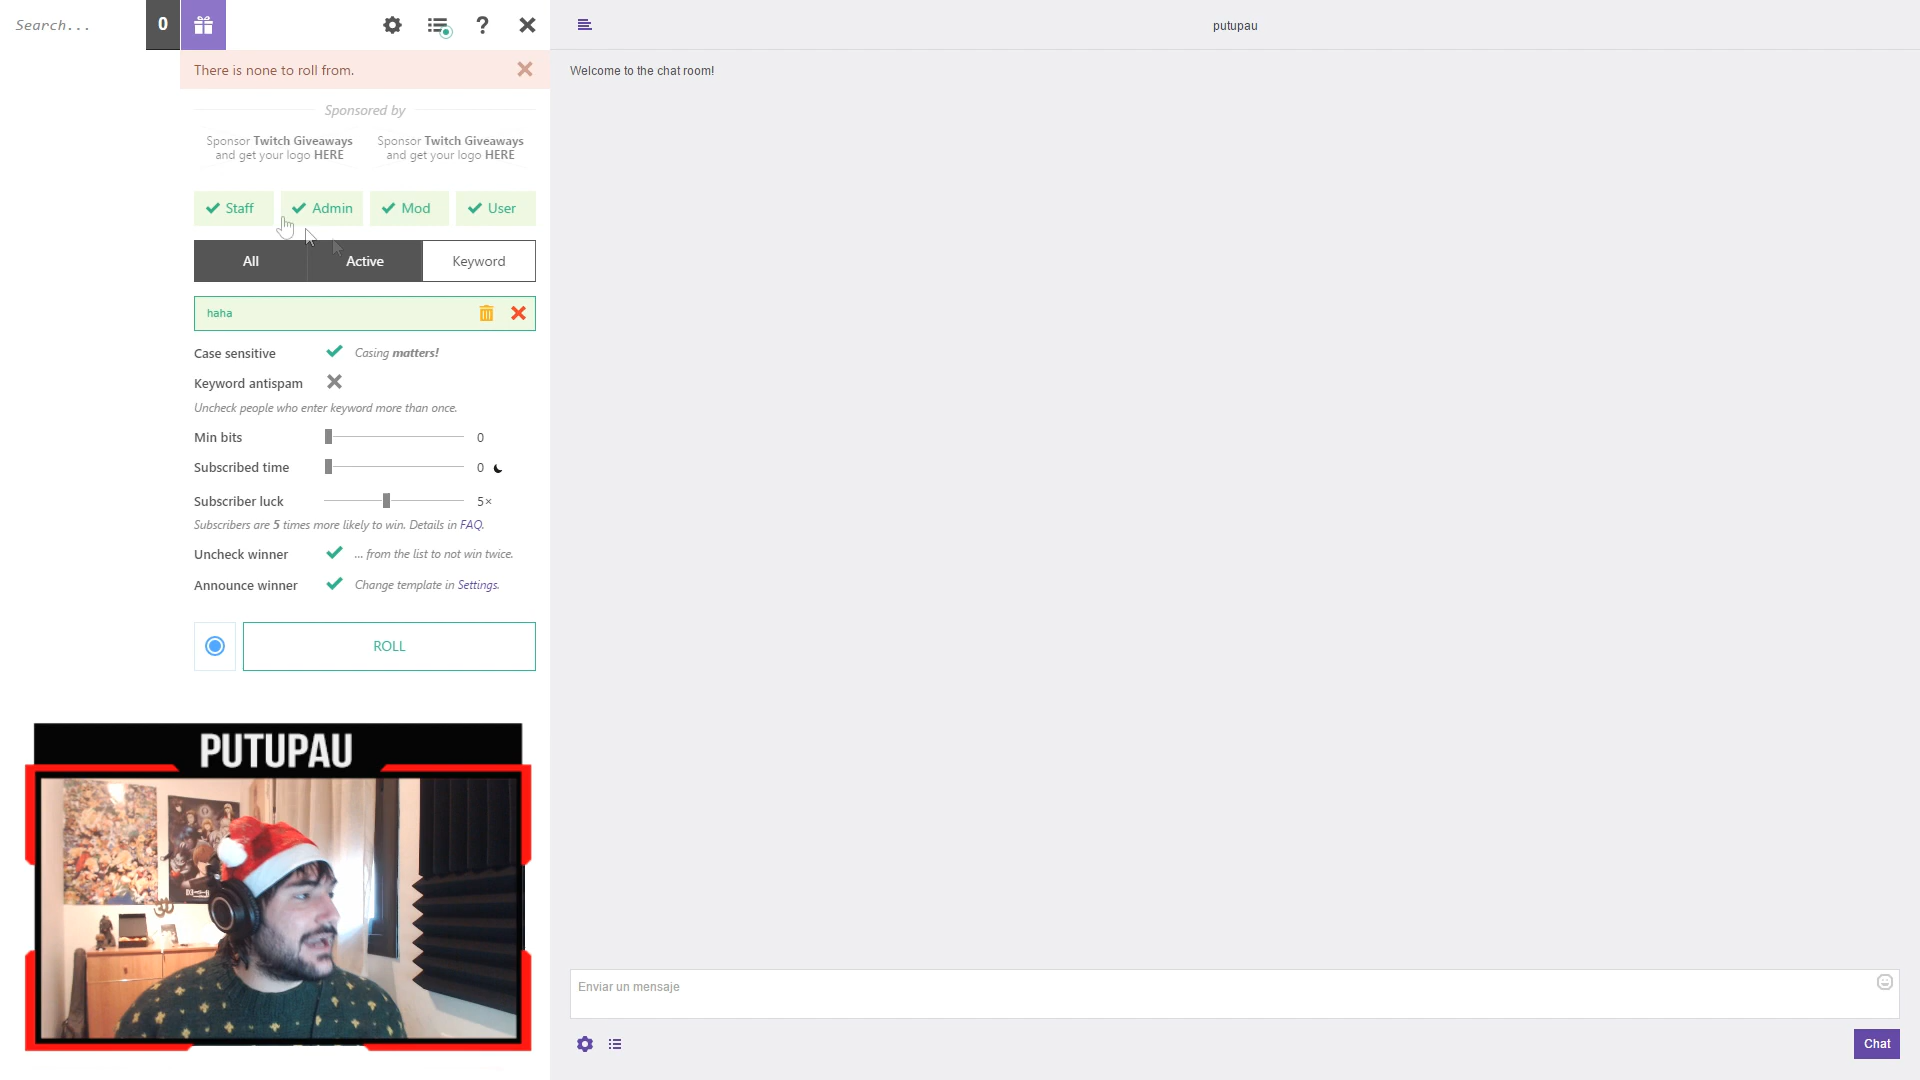 Search...
0
putupau
There is none to roll from.
Welcome to the chat room!
Sponsored by
Sponsor Twitch Giveaways
and get your logo HERE
Sponsor Twitch Giveaways
and get your logo HERE
Staff
Admin
Mod
User
All
Active
Keyword
haha
Case sensitive
Casing matters!
Keyword antispam
Uncheck people who enter keyword more than once.
Min bits
0
Subscribed time
0
Subscriber luck
5×
Subscribers are 5 times more likely to win. Details in FAQ.
Uncheck winner
... from the list to not win twice.
Announce winner
Change template in Settings.
ROLL
PUTUPAU
Enviar un mensaje
Chat